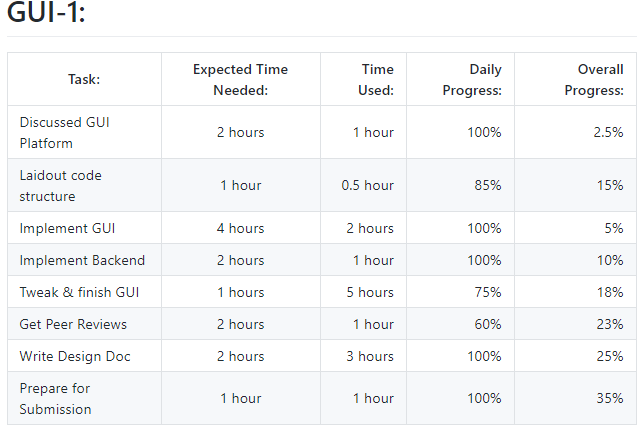 GUI-1:
Task: Expected Time Needed: Time Used: Daily Progress: Overall Progress:
Discussed GUI Platform 2 hours 1 hour 100% 2.5%
Laidout code structure 1 hour 0.5 hour 85% 15%
Implement GUI 4 hours 2 hours 100% 5%
Implement Backend 2 hours 1 hour 100% 10%
Tweak & finish GUI 1 hours 5 hours 75% 18%
Get Peer Reviews 2 hours 1 hour 60% 23%
Write Design Doc 2 hours 3 hours 100% 25%
Prepare for Submission 1 hour 1 hour 100% 35%